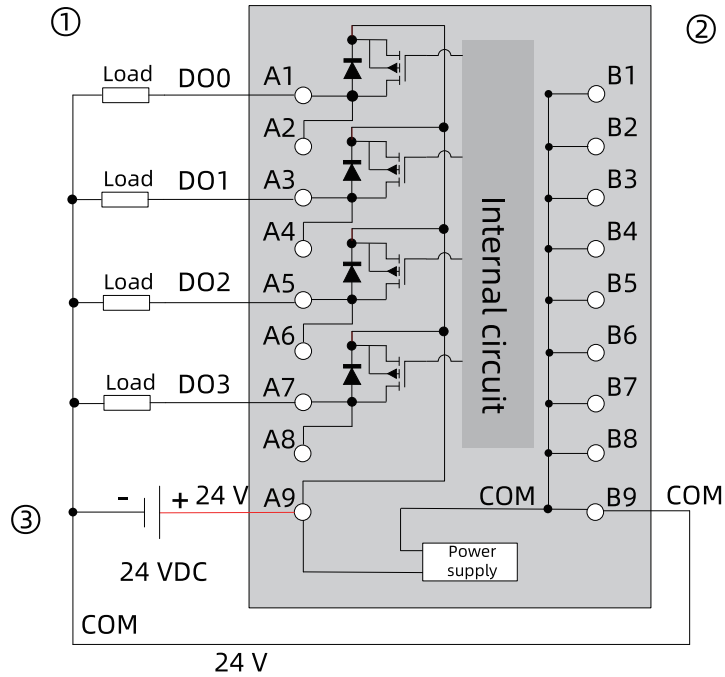 ①
②
Load DO0 A1
B1
A2
B2
Load DO1 A3
B3
A4
B4
Load DO2 A5
B5
A6
B6
Load DO3 A7
B7
A8
B8
Internal circuit
③
- + 24 V A9
COM B9 COM
24 VDC
Power
supply
COM
24 V